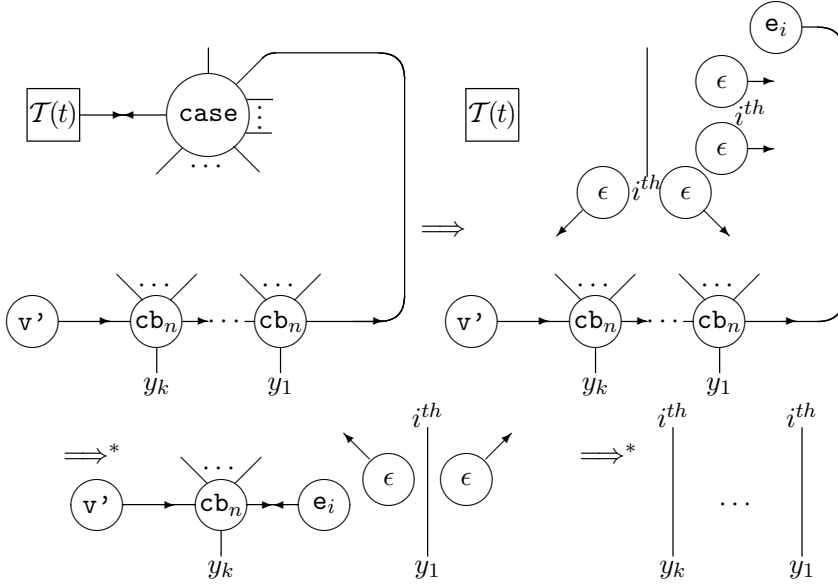 e_i
𝒯(t) case ⋮ 𝒯(t) ϵ
i^{th}
ϵ
⋯ ϵ i^{th} ϵ
⟹
⋯ ⋯ ⋯ ⋯
v' cb_n ⋯ cb_n v' cb_n ⋯ cb_n
y_k y_1 y_k y_1
i^{th} i^{th} i^{th}
⟹* ⋯ ϵ ϵ ⟹*
v' cb_n e_i ⋯
y_k y_1 y_k y_1